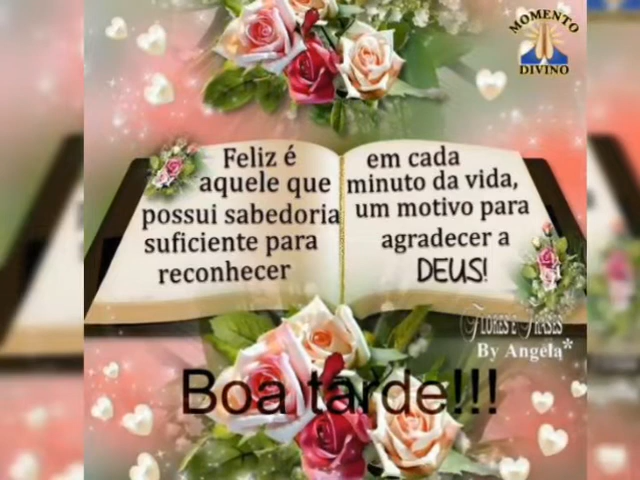 MOMENTO
DIVINO
Feliz é
aquele que
possui sabedoria
suficiente para
reconhecer
em cada
minuto da vida,
um motivo para
agradecer a
DEUS!
FLORES E FRASES
By Angela*
Boa tarde!!!